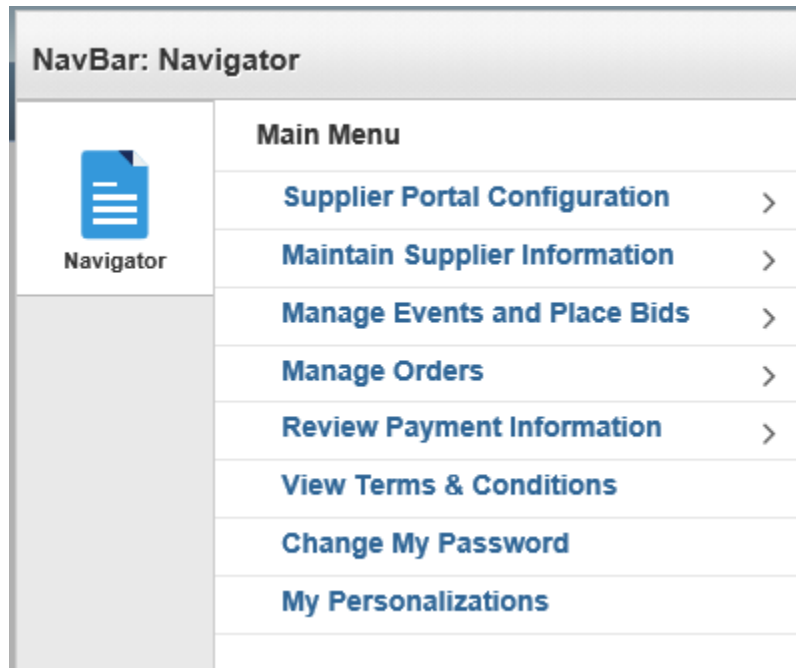 NavBar: Navigator
Navigator
Main Menu
Supplier Portal Configuration
Maintain Supplier Information
Manage Events and Place Bids
Manage Orders
Review Payment Information
View Terms & Conditions
Change My Password
My Personalizations